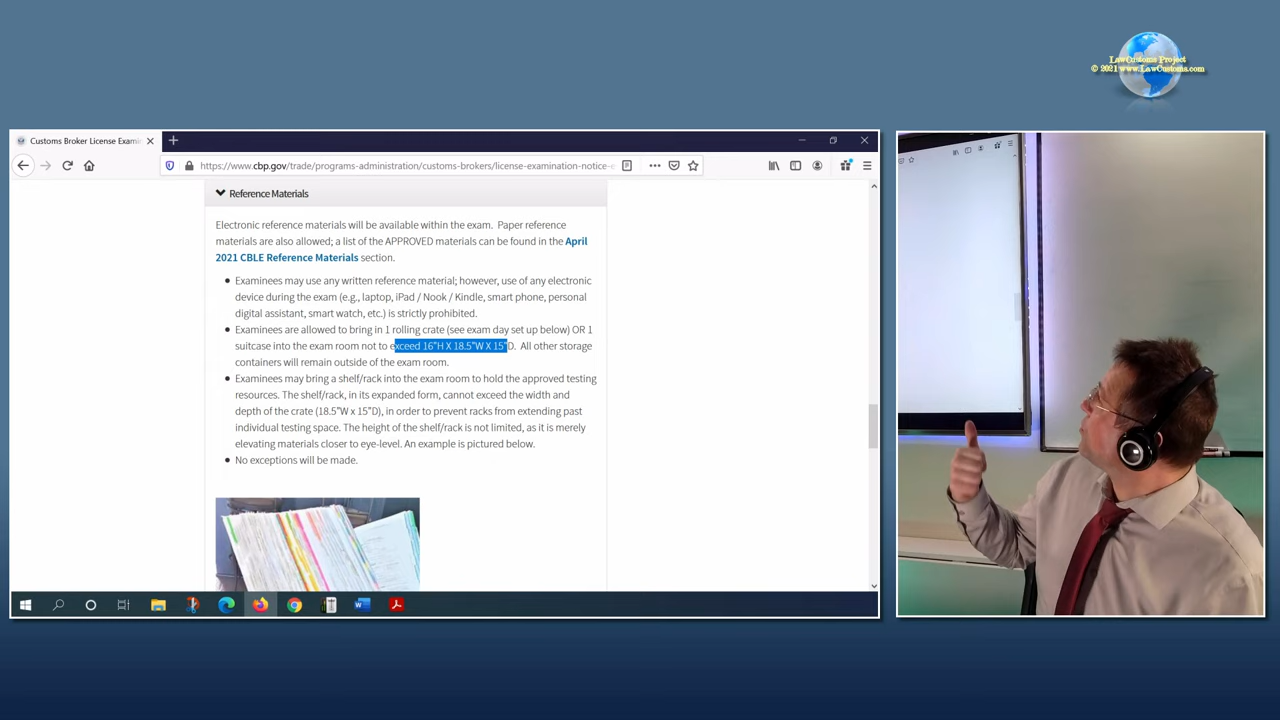 LawCustoms Project
© 2021 www.LawCustoms.com
Customs Broker License Examin
https://www.cbp.gov/trade/programs-administration/customs-brokers/license-examination-notice-e
Reference Materials
Electronic reference materials will be available within the exam. Paper reference
materials are also allowed; a list of the APPROVED materials can be found in the April
2021 CBLE Reference Materials section.
Examinees may use any written reference material; however, use of any electronic
device during the exam (e.g., laptop, iPad / Nook / Kindle, smart phone, personal
digital assistant, smart watch, etc.) is strictly prohibited.
Examinees are allowed to bring in 1 rolling crate (see exam day set up below) OR 1
suitcase into the exam room not to exceed 16"H X 18.5"W X 15"D. All other storage
containers will remain outside of the exam room.
Examinees may bring a shelf/rack into the exam room to hold the approved testing
resources. The shelf/rack, in its expanded form, cannot exceed the width and
depth of the crate (18.5"W x 15"D), in order to prevent racks from extending past
individual testing space. The height of the shelf/rack is not limited, as it is merely
elevating materials closer to eye-level. An example is pictured below.
No exceptions will be made.